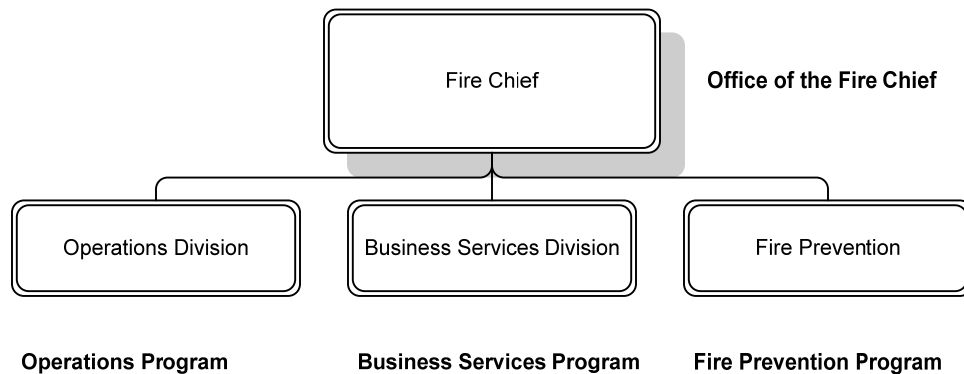 Fire Chief
Office of the Fire Chief
Operations Division
Business Services Division
Fire Prevention
Operations Program
Business Services Program
Fire Prevention Program